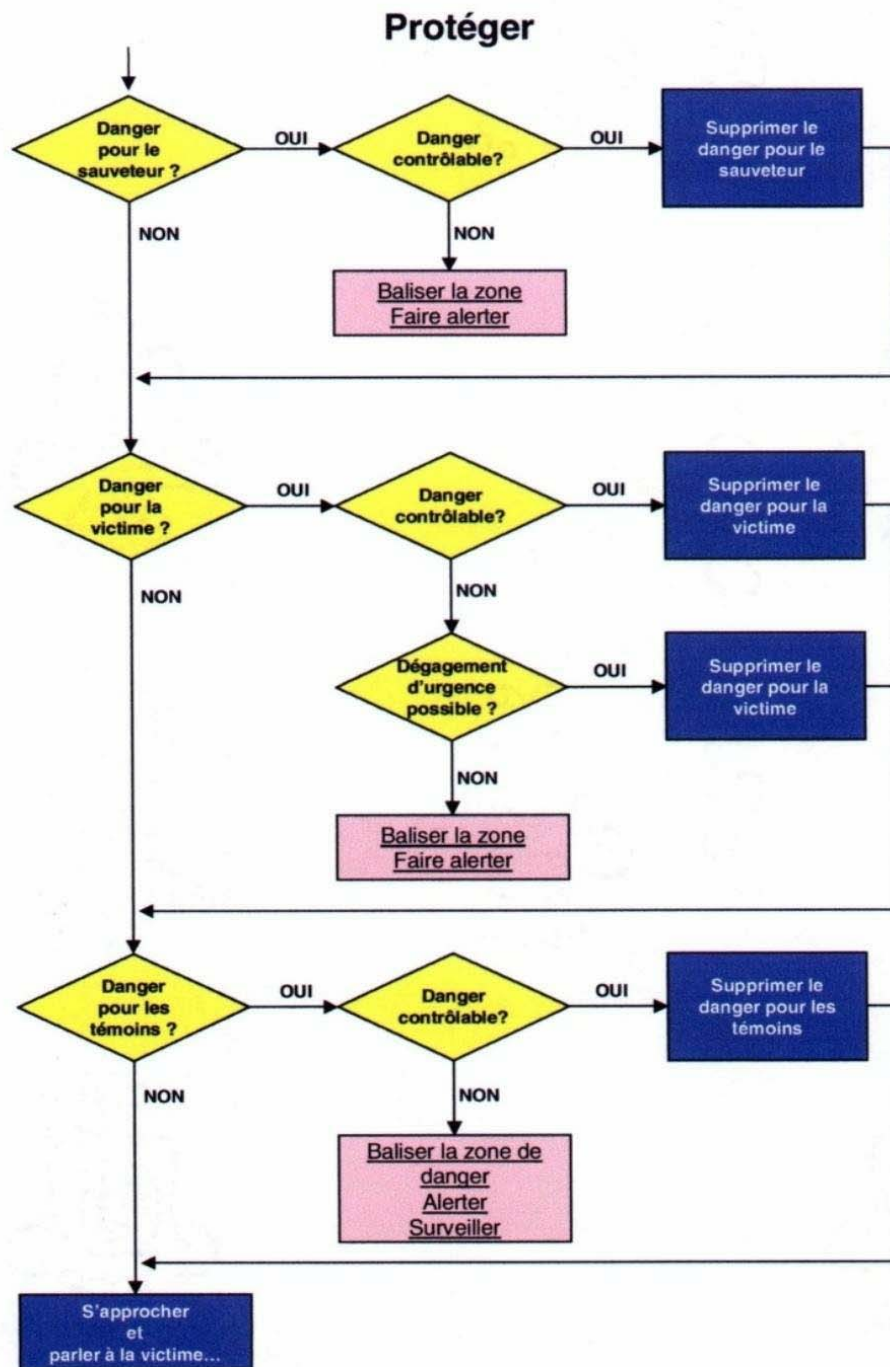 Protéger
Danger
pour le
sauveteur ?
OUI
Danger
contrôlable?
OUI
Supprimer le
danger pour le
sauveteur
NON
NON
Baliser la zone
Faire alerter
Danger
pour la
victime ?
OUI
Danger
contrôlable?
OUI
Supprimer le
danger pour la
victime
NON
NON
Dégagement
d'urgence
possible ?
OUI
Supprimer le
danger pour la
victime
NON
Baliser la zone
Faire alerter
Danger
pour les
témoins ?
OUI
Danger
contrôlable?
OUI
Supprimer le
danger pour les
témoins
NON
NON
Baliser la zone de
danger
Alerter
Surveiller
S'approcher
et
parler à la victime...